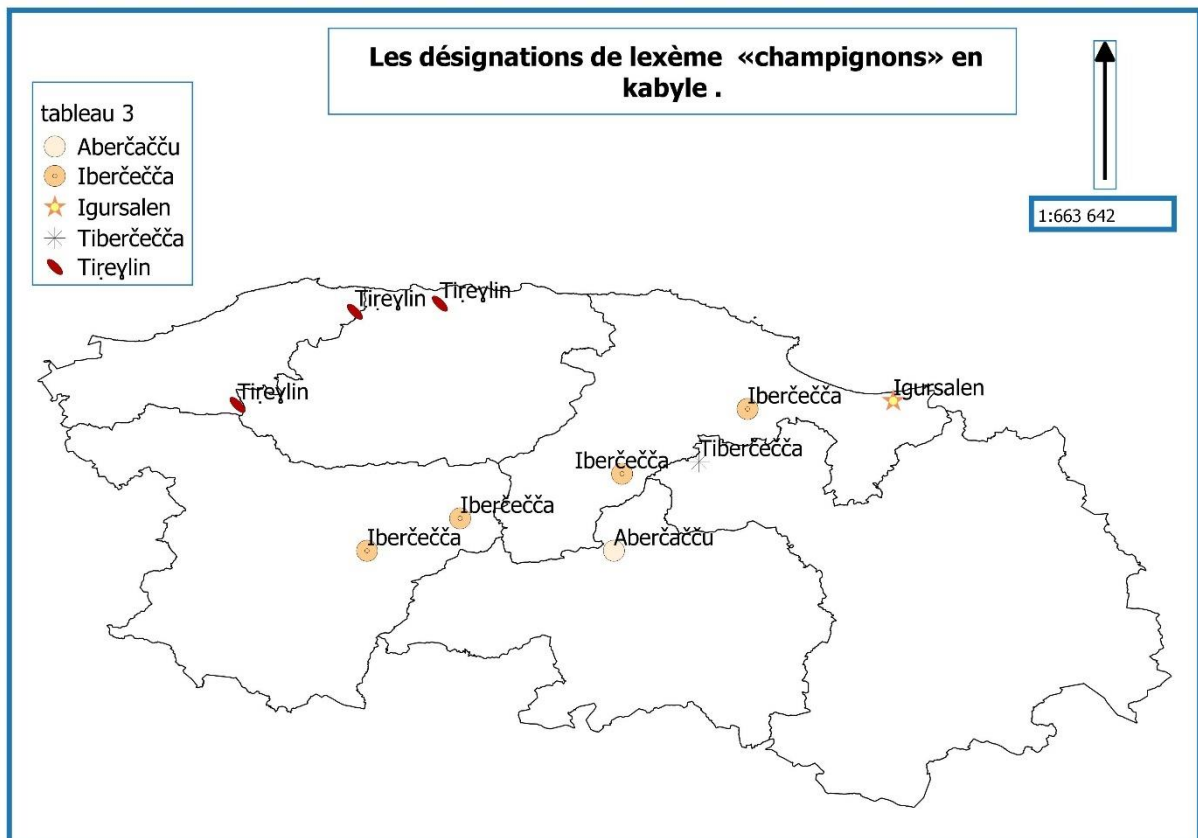 Les désignations de lexème «champignons» en
kabyle .
tableau 3
Aberčačču
Iberčečča
Igursalen
Tiberčečča
Tiṛeɣlin
1:663 642
Tiṛeɣlin
Tiṛeɣlin
Tiṛeɣlin
Igursalen
Iberčečča
Tiberčečča
Iberčečča
Iberčečča
Iberčečča
Aberčačču